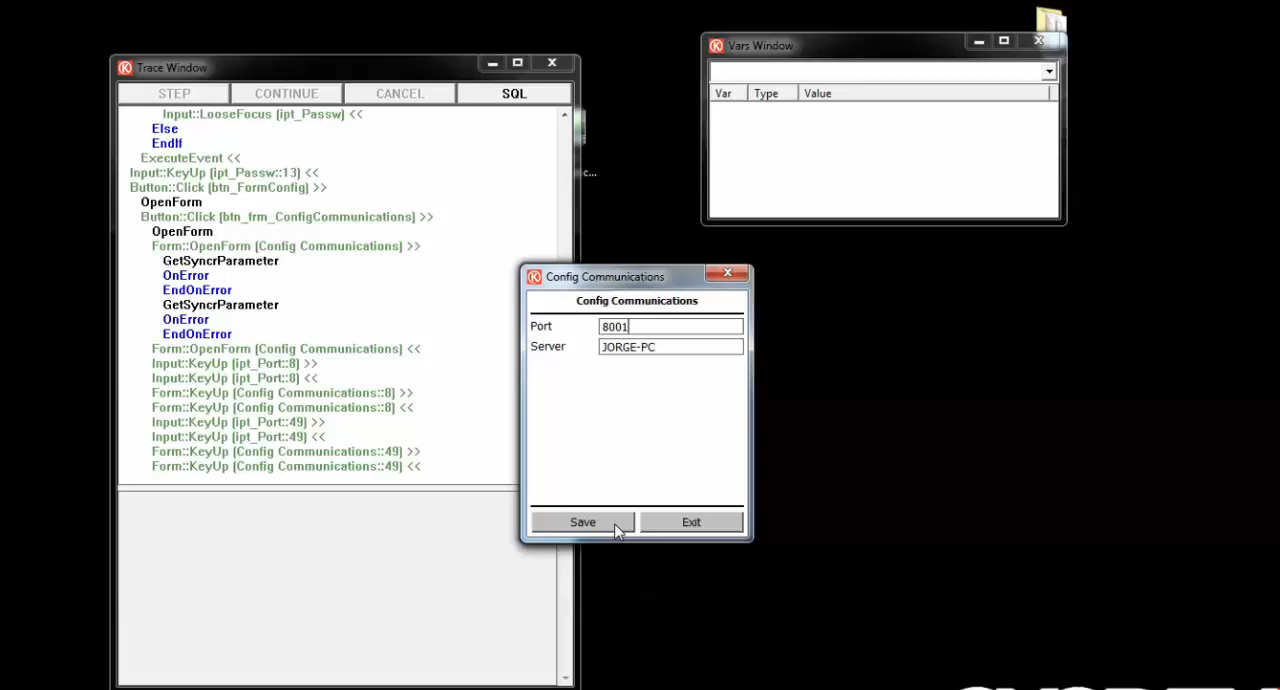 Trace Window
STEP
CONTINUE
CANCEL
SQL
Input::LooseFocus (ipt_Passw) <<
Else
EndIf
ExecuteEvent <<
Input::KeyUp (ipt_Passw::13) <<
Button::Click (btn_FormConfig) >>
OpenForm
Button::Click (btn_frm_ConfigCommunications) >>
OpenForm
Form::OpenForm (Config Communications) >>
GetSyncrParameter
OnError
EndOnError
GetSyncrParameter
OnError
EndOnError
Form::OpenForm (Config Communications) <<
Input::KeyUp (ipt_Port::8) >>
Input::KeyUp (ipt_Port::8) <<
Form::KeyUp (Config Communications::8) >>
Form::KeyUp (Config Communications::8) <<
Input::KeyUp (ipt_Port::49) >>
Input::KeyUp (ipt_Port::49) <<
Form::KeyUp (Config Communications::49) >>
Form::KeyUp (Config Communications::49) <<
c...
Vars Window
Var Type Value
Config Communications
Config Communications
Port 8001
Server JORGE-PC
Save Exit